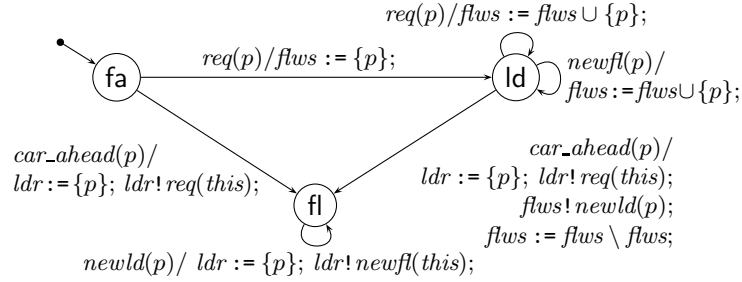 req(p)/flws := flws ∪ {p};
req(p)/flws := {p};
fa
ld
newfl(p)/
flws := flws ∪ {p};
car_ahead(p)/
ldr := {p}; ldr! req(this);
car_ahead(p)/
ldr := {p}; ldr! req(this);
flws! newld(p);
flws := flws \ flws;
fl
newld(p)/ ldr := {p}; ldr! newfl(this);